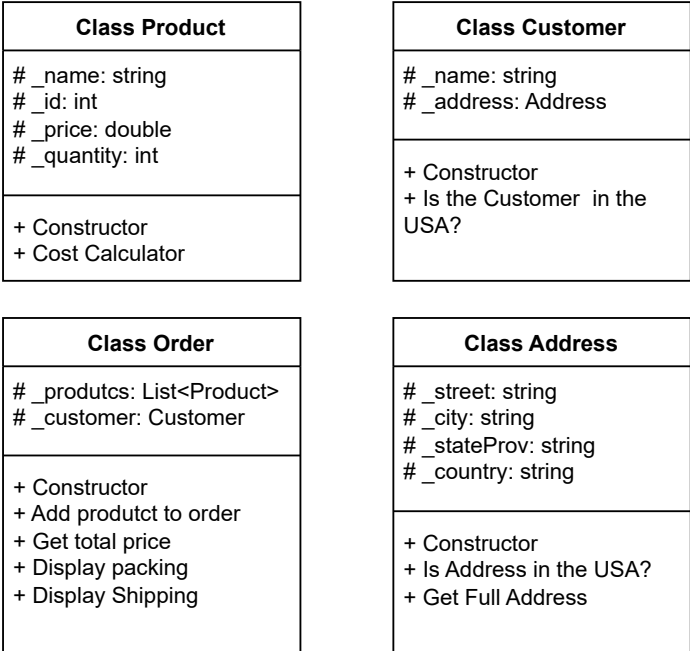 Class Product
# _name: string
# _id: int
# _price: double
# _quantity: int
+ Constructor
+ Cost Calculator
Class Customer
# _name: string
# _address: Address
+ Constructor
+ Is the Customer  in the
USA?
Class Order
# _produtcs: List<Product>
# _customer: Customer
+ Constructor
+ Add produtct to order
+ Get total price
+ Display packing
+ Display Shipping
Class Address
# _street: string
# _city: string
# _stateProv: string
# _country: string
+ Constructor
+ Is Address in the USA?
+ Get Full Address